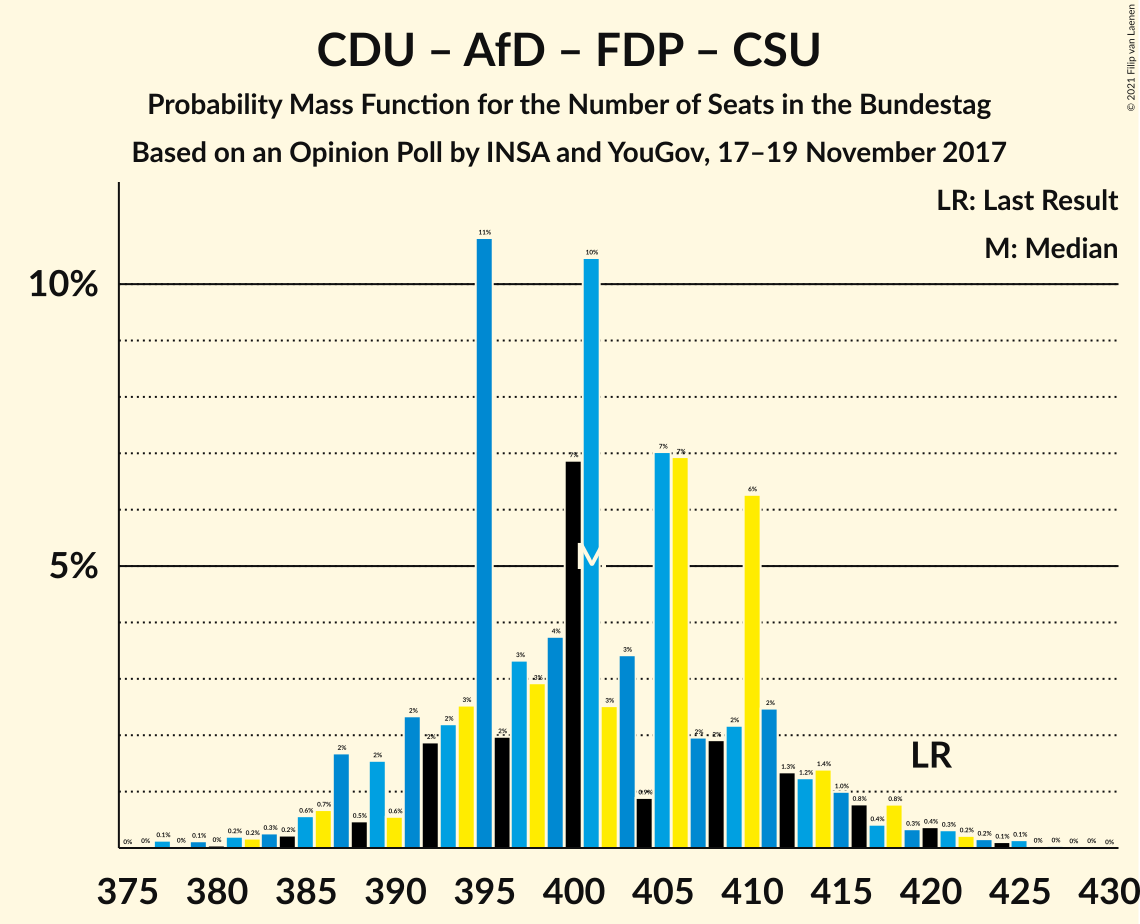 CDU – AfD – FDP – CSU
Probability Mass Function for the Number of Seats in the Bundestag
Based on an Opinion Poll by INSA and YouGov, 17–19 November 2017
© 2021 Filip van Laenen
LR: Last Result
M: Median
10%
5%
0% 0% 0.1% 0% 0.1% 0% 0.2% 0.2% 0.3% 0.2% 0.6% 0.7% 2% 0.5% 2% 0.6% 2% 2% 2% 3% 11% 2% 3% 3% 4% 7% 10% 3% 3% 0.9% 7% 7% 2% 2% 2% 6% 2% 1.3% 1.2% 1.4% 1.0% 0.8% 0.4% 0.8% 0.3% 0.4% 0.3% 0.2% 0.2% 0.1% 0.1% 0% 0% 0% 0% 0%
M
LR
375 380 385 390 395 400 405 410 415 420 425 430